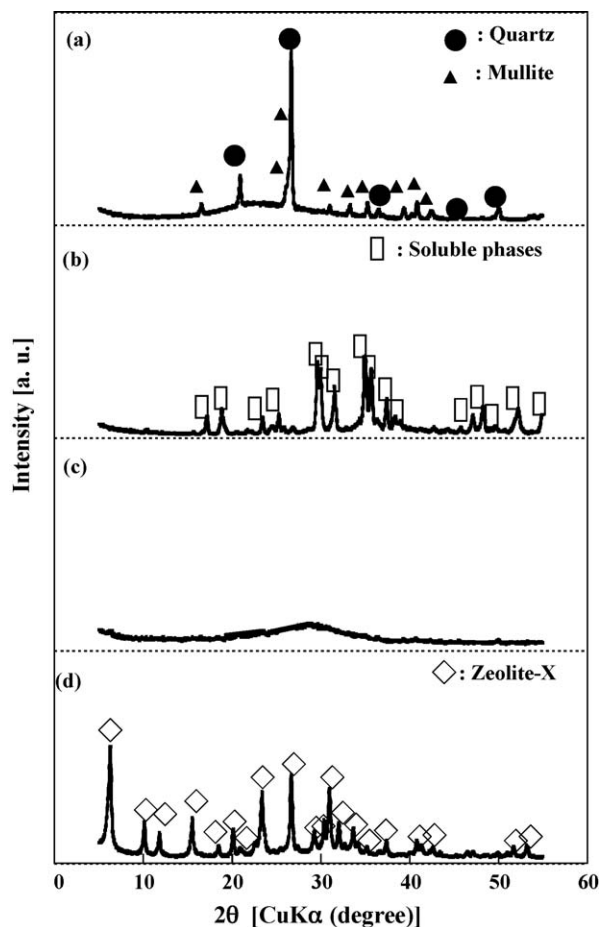 (a)
: Quartz
: Mullite
(b)
: Soluble phases
(c)
(d)
: Zeolite-X
Intensity [a. u.]
0 10 20 30 40 50 60
2θ [CuKα (degree)]